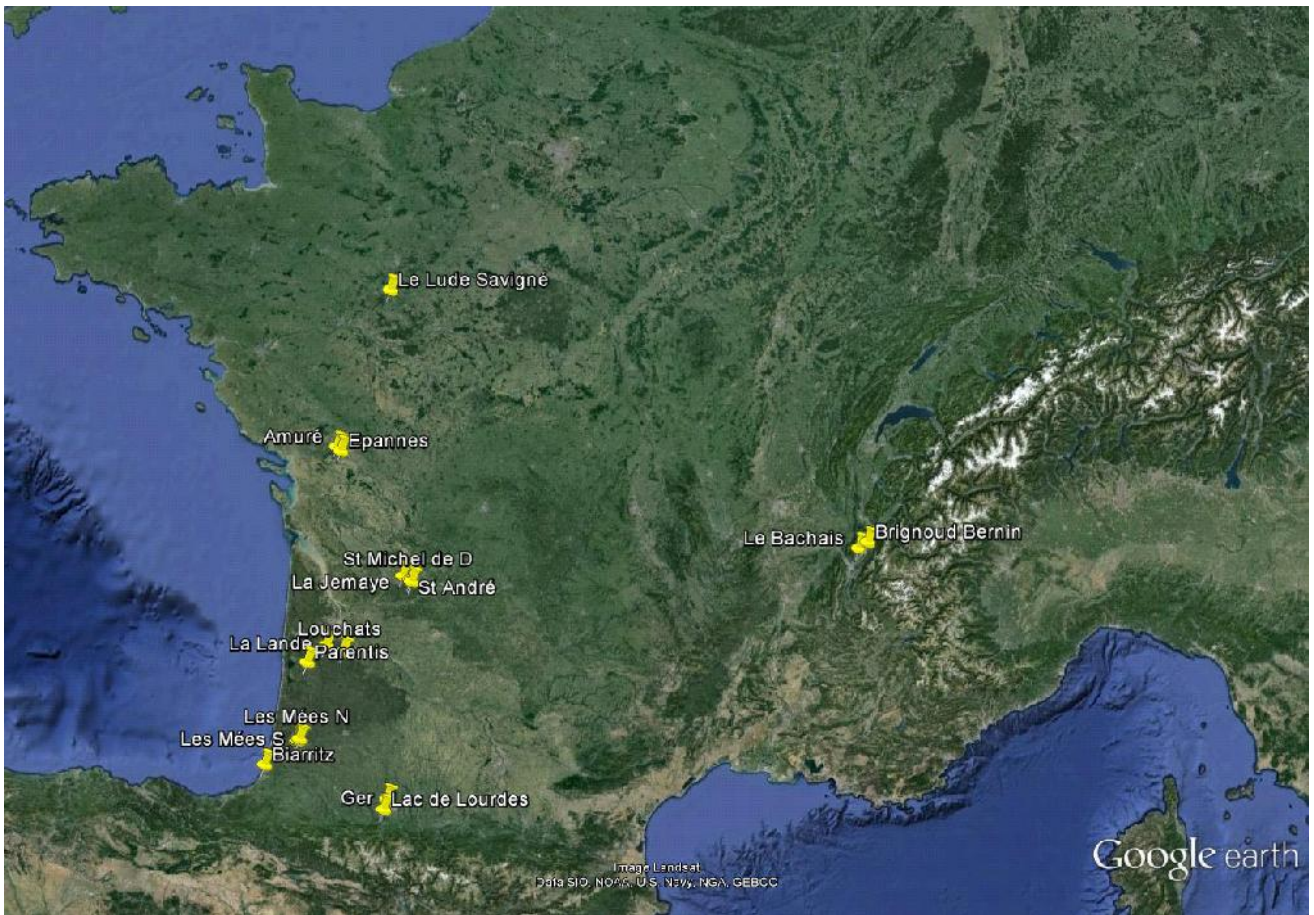 Le Lude Savigné
Amuré
Epannes
Le Bachais
Brignoud Bernin
St Michel de D
La Jemaye
St André
Louchats
La Lande
Parentis
Les Mées N
Les Mées S
Biarritz
Ger
Lac de Lourdes
Image Landsat
Data SIO, NOAA, U.S. Navy, NGA, GEBCO
Google earth